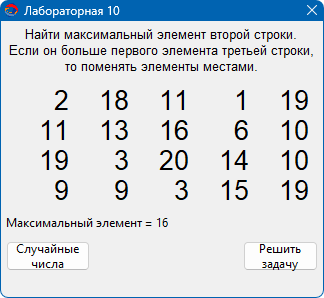 Лабораторная 10
Найти максимальный элемент второй строки.
Если он больше первого элемента третьей строки,
то поменять элементы местами.
2 18 11 1 19
11 13 16 6 10
19 3 20 14 10
9 9 3 15 19
Максимальный элемент = 16
Случайные
числа
Решить
задачу